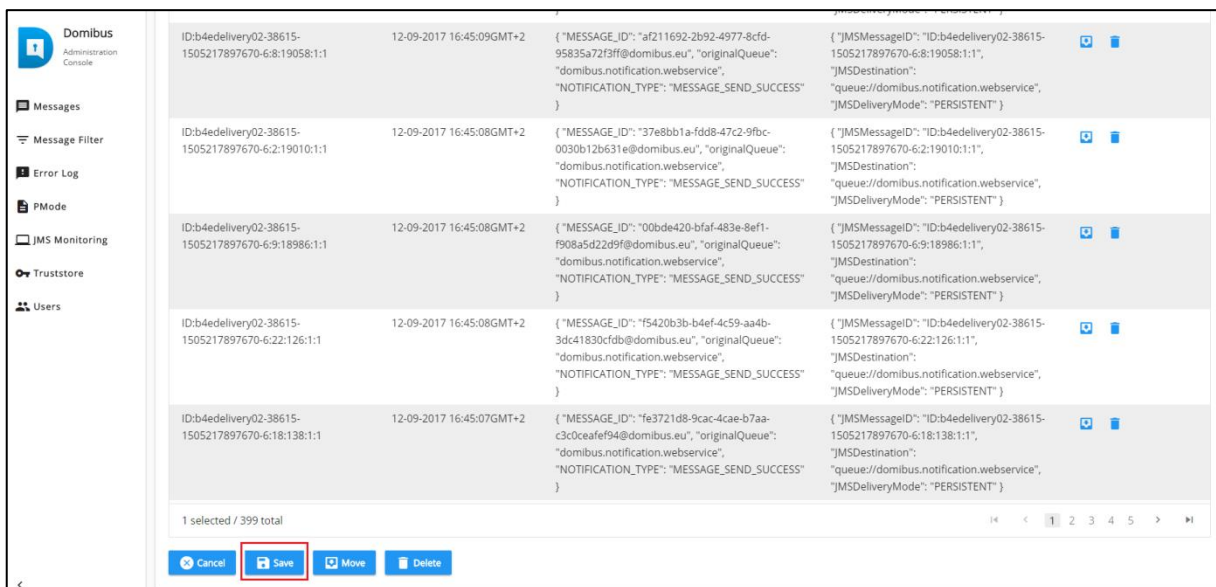 Domibus
Administration
Console
Messages
Message Filter
Error Log
PMode
JMS Monitoring
Truststore
Users
}
"JMSDeliveryMode": "PERSISTENT" }
ID:b4edelivery02-38615-
1505217897670-6:8:19058:1:1
12-09-2017 16:45:09GMT+2
{ "MESSAGE_ID": "af211692-2b92-4977-8cfd-
95835a72f3ff@domibus.eu", "originalQueue":
"domibus.notification.webservice",
"NOTIFICATION_TYPE": "MESSAGE_SEND_SUCCESS"
}
{ "JMSMessageID": "ID:b4edelivery02-38615-
1505217897670-6:8:19058:1:1",
"JMSDestination":
"queue://domibus.notification.webservice",
"JMSDeliveryMode": "PERSISTENT" }
ID:b4edelivery02-38615-
1505217897670-6:2:19010:1:1
12-09-2017 16:45:08GMT+2
{ "MESSAGE_ID": "37e8bb1a-fdd8-47c2-9fbc-
0030b12b631e@domibus.eu", "originalQueue":
"domibus.notification.webservice",
"NOTIFICATION_TYPE": "MESSAGE_SEND_SUCCESS"
}
{ "JMSMessageID": "ID:b4edelivery02-38615-
1505217897670-6:2:19010:1:1",
"JMSDestination":
"queue://domibus.notification.webservice",
"JMSDeliveryMode": "PERSISTENT" }
ID:b4edelivery02-38615-
1505217897670-6:9:18986:1:1
12-09-2017 16:45:08GMT+2
{ "MESSAGE_ID": "00bde420-bfaf-483e-8ef1-
f908a5d22d9f@domibus.eu", "originalQueue":
"domibus.notification.webservice",
"NOTIFICATION_TYPE": "MESSAGE_SEND_SUCCESS"
}
{ "JMSMessageID": "ID:b4edelivery02-38615-
1505217897670-6:9:18986:1:1",
"JMSDestination":
"queue://domibus.notification.webservice",
"JMSDeliveryMode": "PERSISTENT" }
ID:b4edelivery02-38615-
1505217897670-6:22:126:1:1
12-09-2017 16:45:08GMT+2
{ "MESSAGE_ID": "f5420b3b-b4ef-4c59-aa4b-
3dc41830cfdb@domibus.eu", "originalQueue":
"domibus.notification.webservice",
"NOTIFICATION_TYPE": "MESSAGE_SEND_SUCCESS"
}
{ "JMSMessageID": "ID:b4edelivery02-38615-
1505217897670-6:22:126:1:1",
"JMSDestination":
"queue://domibus.notification.webservice",
"JMSDeliveryMode": "PERSISTENT" }
ID:b4edelivery02-38615-
1505217897670-6:18:138:1:1
12-09-2017 16:45:07GMT+2
{ "MESSAGE_ID": "fe3721d8-9cac-4cae-b7aa-
c3c0ceafef94@domibus.eu", "originalQueue":
"domibus.notification.webservice",
"NOTIFICATION_TYPE": "MESSAGE_SEND_SUCCESS"
}
{ "JMSMessageID": "ID:b4edelivery02-38615-
1505217897670-6:18:138:1:1",
"JMSDestination":
"queue://domibus.notification.webservice",
"JMSDeliveryMode": "PERSISTENT" }
1 selected / 399 total
1 2 3 4 5
Cancel Save Move Delete